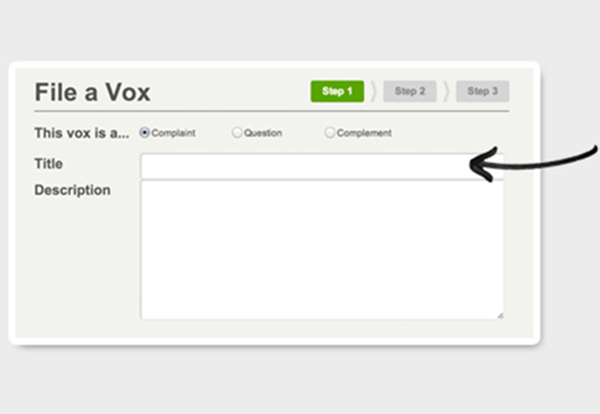 File a Vox
Step 1 Step 2 Step 3
This vox is a... Complaint Question Complement
Title
Description